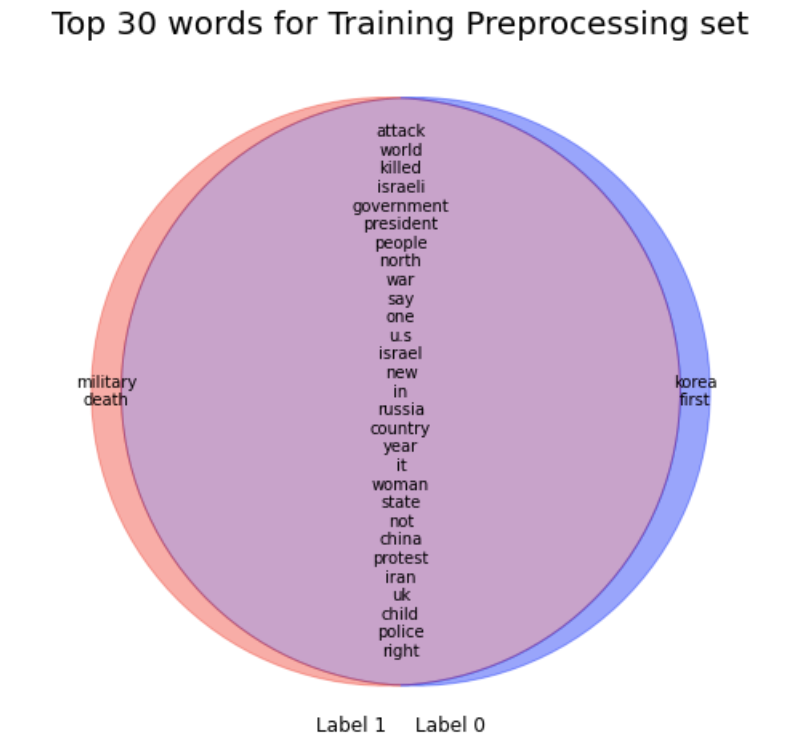 Top 30 words for Training Preprocessing set
attack
world
killed
israeli
government
president
people
north
war
say
one
u.s
israel
new
in
russia
country
year
it
woman
state
not
china
protest
iran
uk
child
police
right
military
death
korea
first
Label 1 Label 0